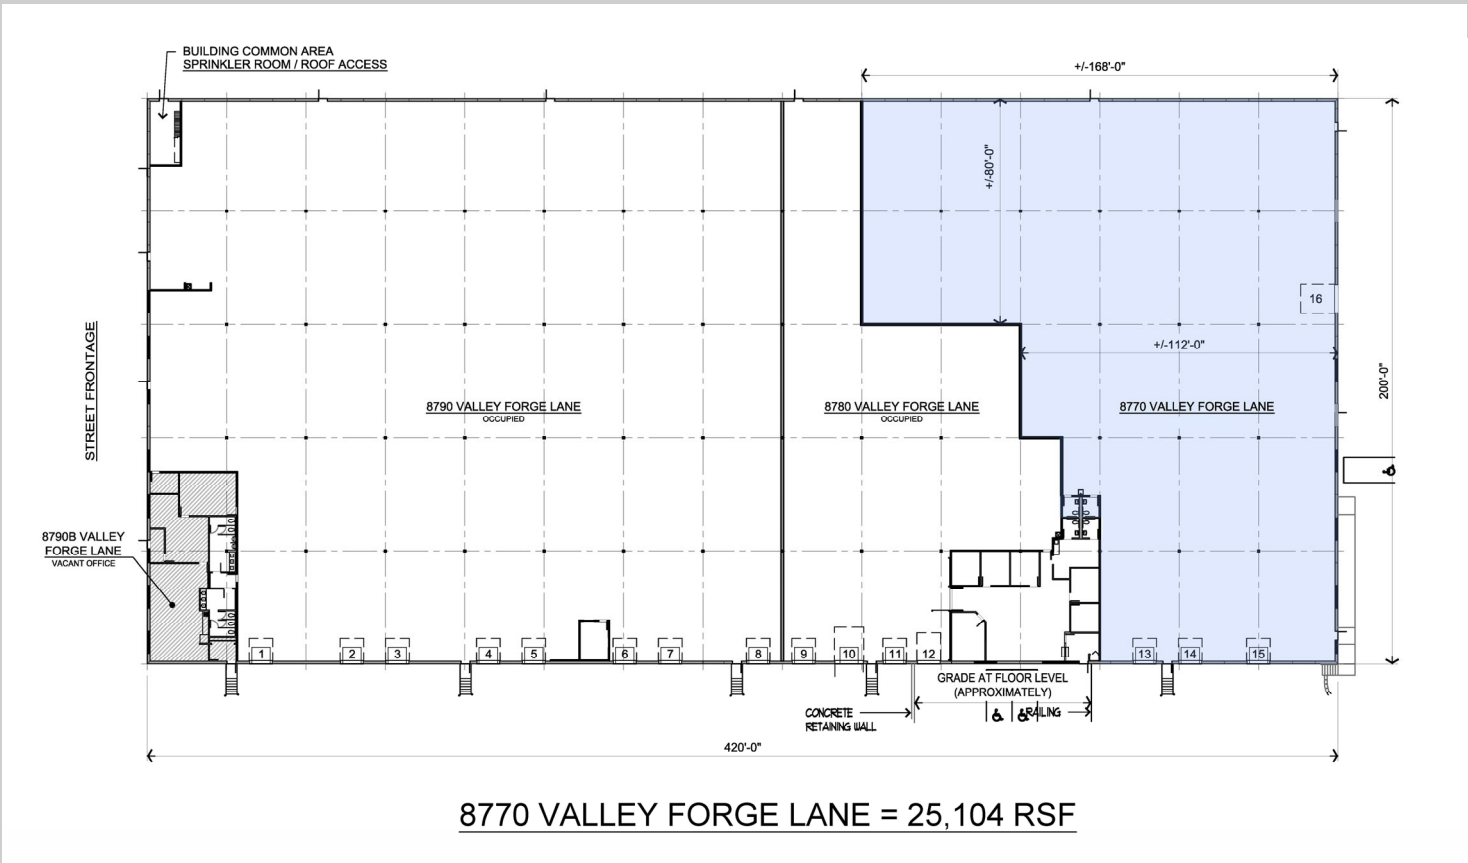 BUILDING COMMON AREA
SPRINKLER ROOM / ROOF ACCESS
+/-168'-0"
+/-80'-0"
16
+/-112'-0"
200'-0"
STREET FRONTAGE
8790 VALLEY FORGE LANE
OCCUPIED
8780 VALLEY FORGE LANE
OCCUPIED
8770 VALLEY FORGE LANE
8790B VALLEY
FORGE LANE
VACANT OFFICE
1
2
3
4
5
6
7
8
9
10
11
12
13
14
15
GRADE AT FLOOR LEVEL
(APPROXIMATELY)
CONCRETE
RETAINING WALL
RAILING
420'-0"
8770 VALLEY FORGE LANE = 25,104 RSF